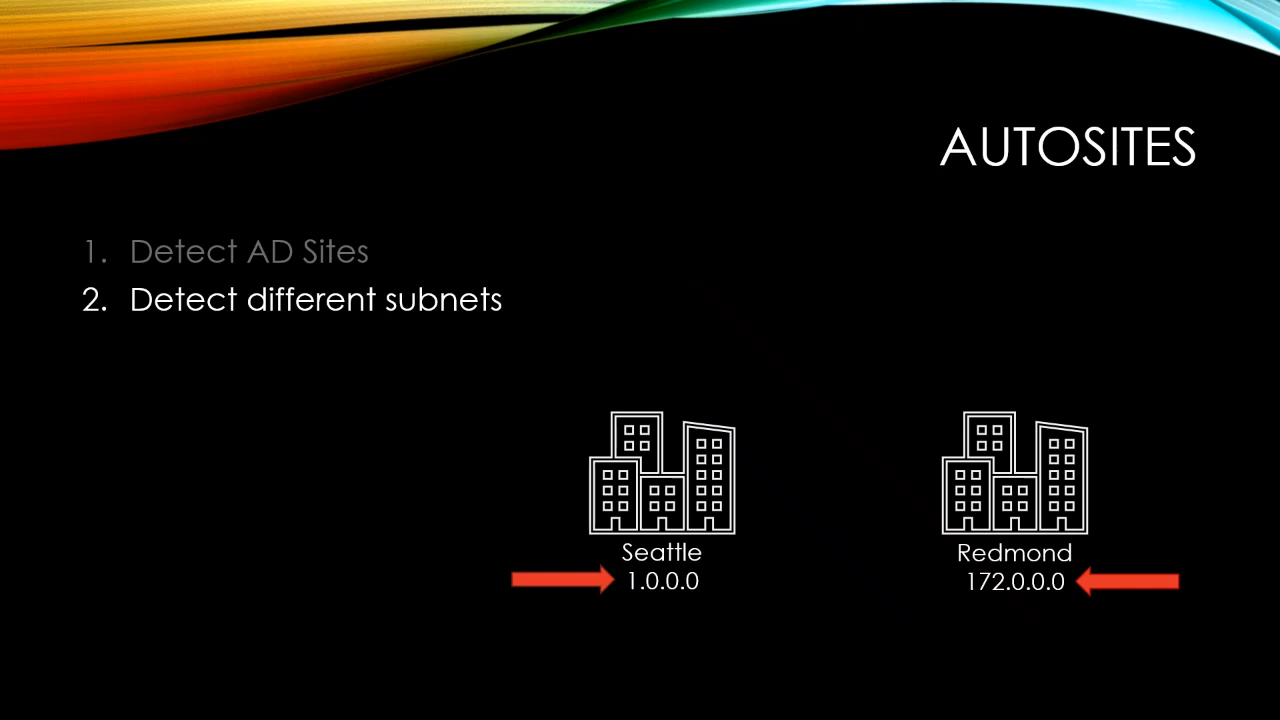 AUTOSITES
1. Detect AD Sites
2. Detect different subnets
Seattle
1.0.0.0
Redmond
172.0.0.0